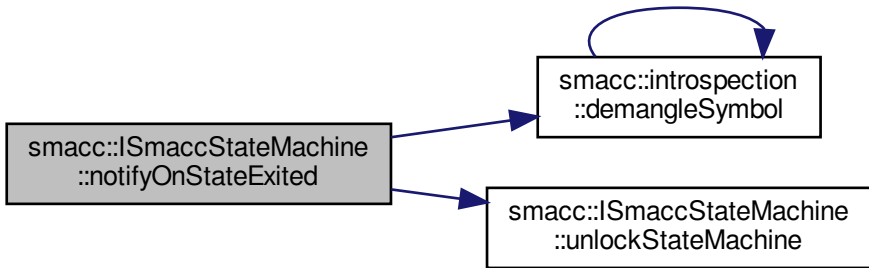 smacc::introspection
::demangleSymbol
smacc::ISmaccStateMachine
::notifyOnStateExited
smacc::ISmaccStateMachine
::unlockStateMachine